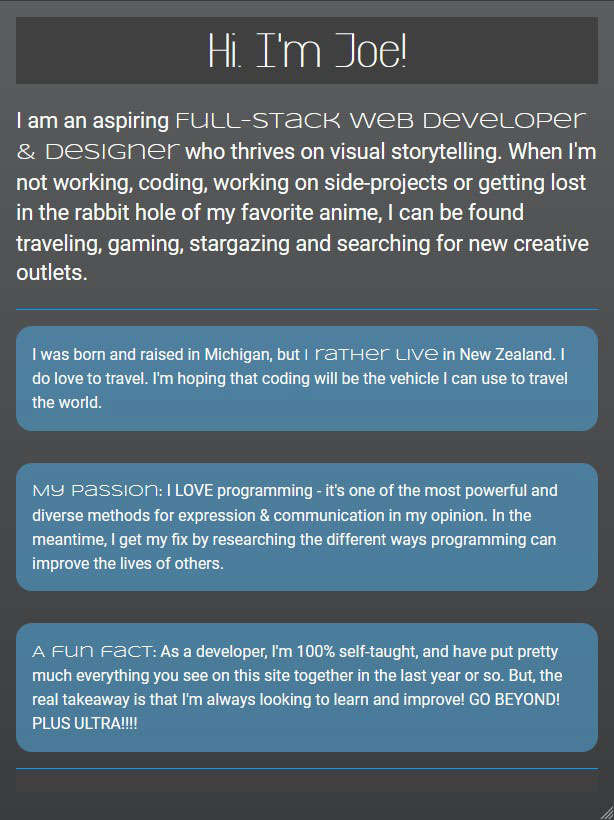 Hi. I'm Joe!
I am an aspiring Full-Stack Web Developer
& Designer who thrives on visual storytelling. When I'm
not working, coding, working on side-projects or getting lost
in the rabbit hole of my favorite anime, I can be found
traveling, gaming, stargazing and searching for new creative
outlets.
I was born and raised in Michigan, but I rather live in New Zealand. I
do love to travel. I'm hoping that coding will be the vehicle I can use to travel
the world.
My Passion: I LOVE programming - it's one of the most powerful and
diverse methods for expression & communication in my opinion. In the
meantime, I get my fix by researching the different ways programming can
improve the lives of others.
A Fun Fact: As a developer, I'm 100% self-taught, and have put pretty
much everything you see on this site together in the last year or so. But, the
real takeaway is that I'm always looking to learn and improve! GO BEYOND!
PLUS ULTRA!!!!